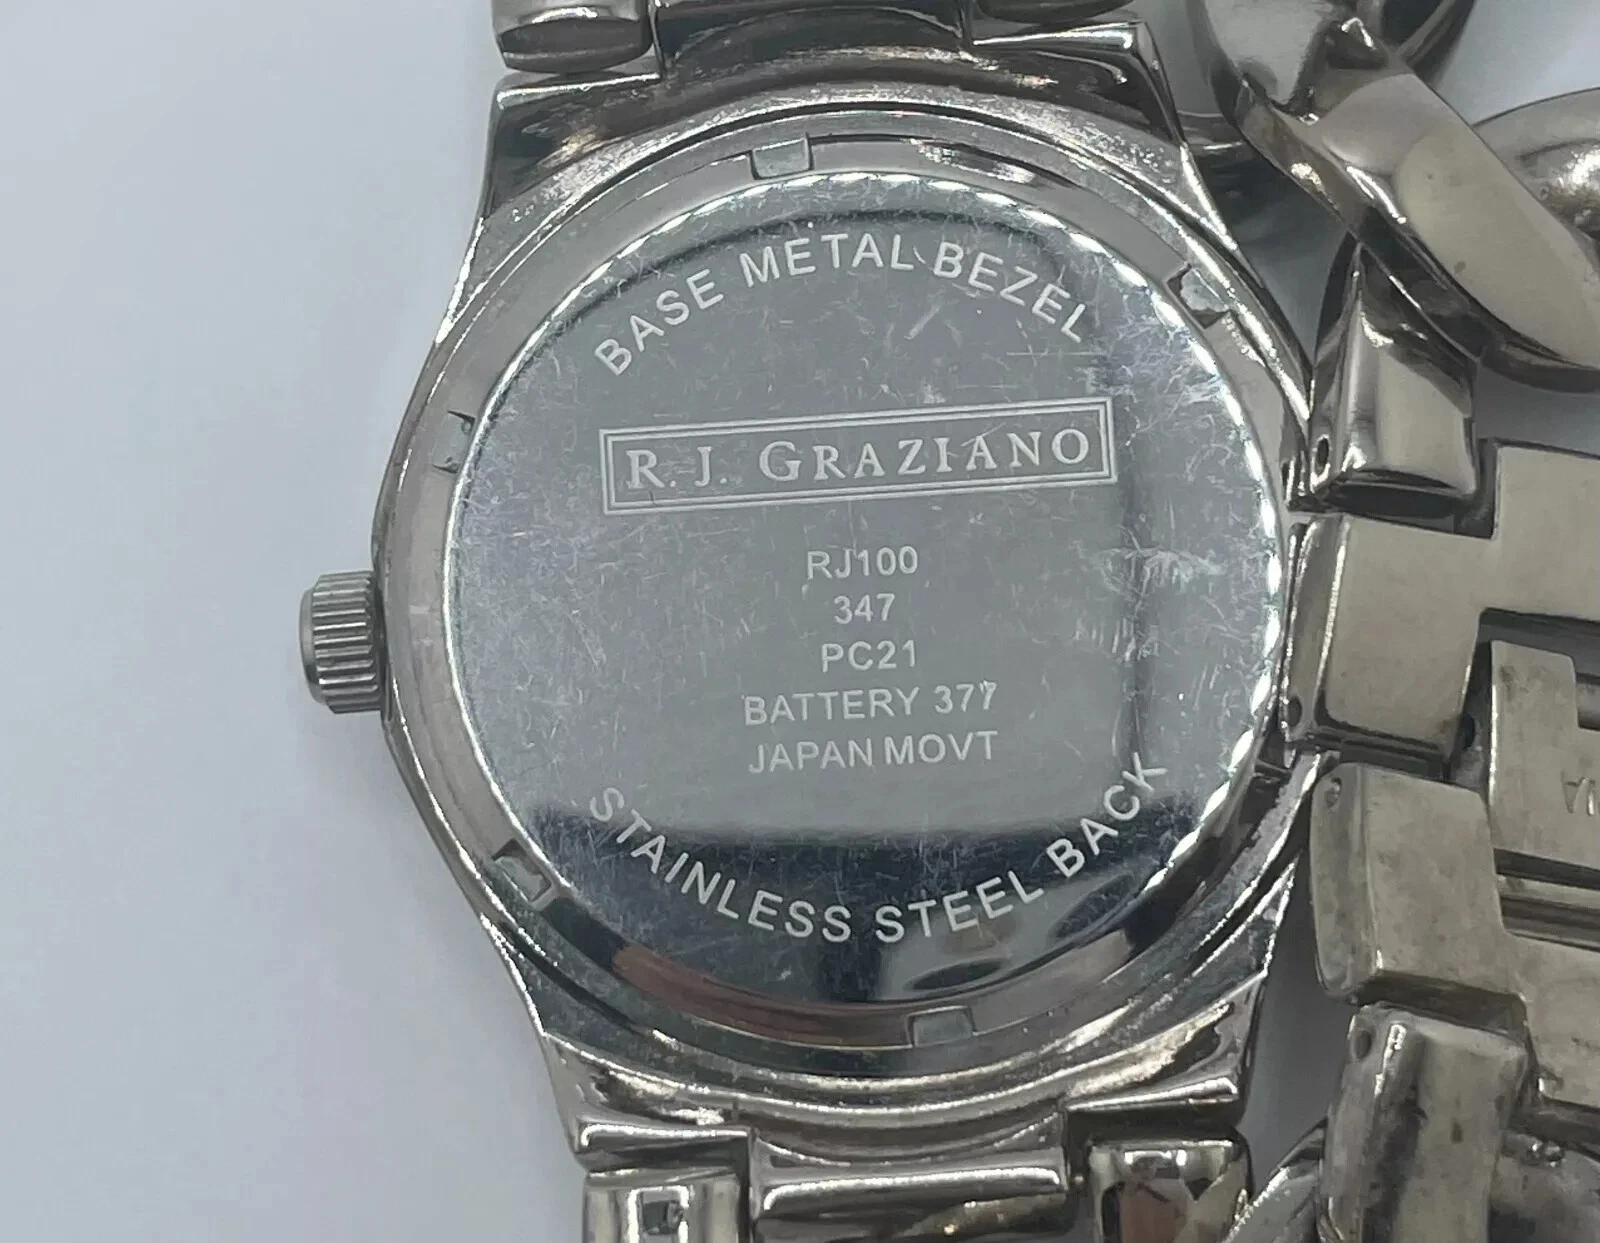 BASE METAL BEZEL
R. J. GRAZIANO
RJ100
347
PC21
BATTERY 377
JAPAN MOVT
STAINLESS STEEL BACK